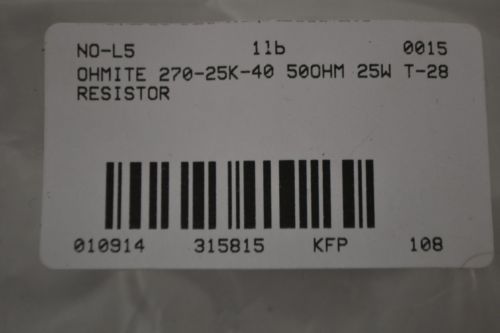 NO-L5 1lb 0015
OHMITE 270-25K-40 50OHM 25W T-28
RESISTOR
010914 315815 KFP 108